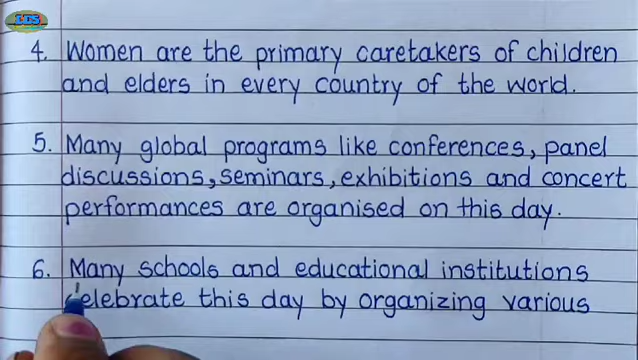 LIS
4. Women are the primary caretakers of children
and elders in every country of the world.
5. Many global programs like conferences, panel
discussions, seminars, exhibitions and concert
performances are organised on this day.
6. Many schools and educational institutions
celebrate this day by organizing various